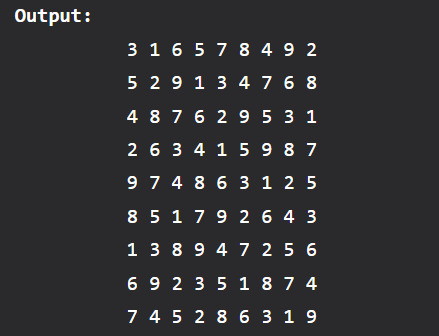 Output:
3 1 6 5 7 8 4 9 2
5 2 9 1 3 4 7 6 8
4 8 7 6 2 9 5 3 1
2 6 3 4 1 5 9 8 7
9 7 4 8 6 3 1 2 5
8 5 1 7 9 2 6 4 3
1 3 8 9 4 7 2 5 6
6 9 2 3 5 1 8 7 4
7 4 5 2 8 6 3 1 9